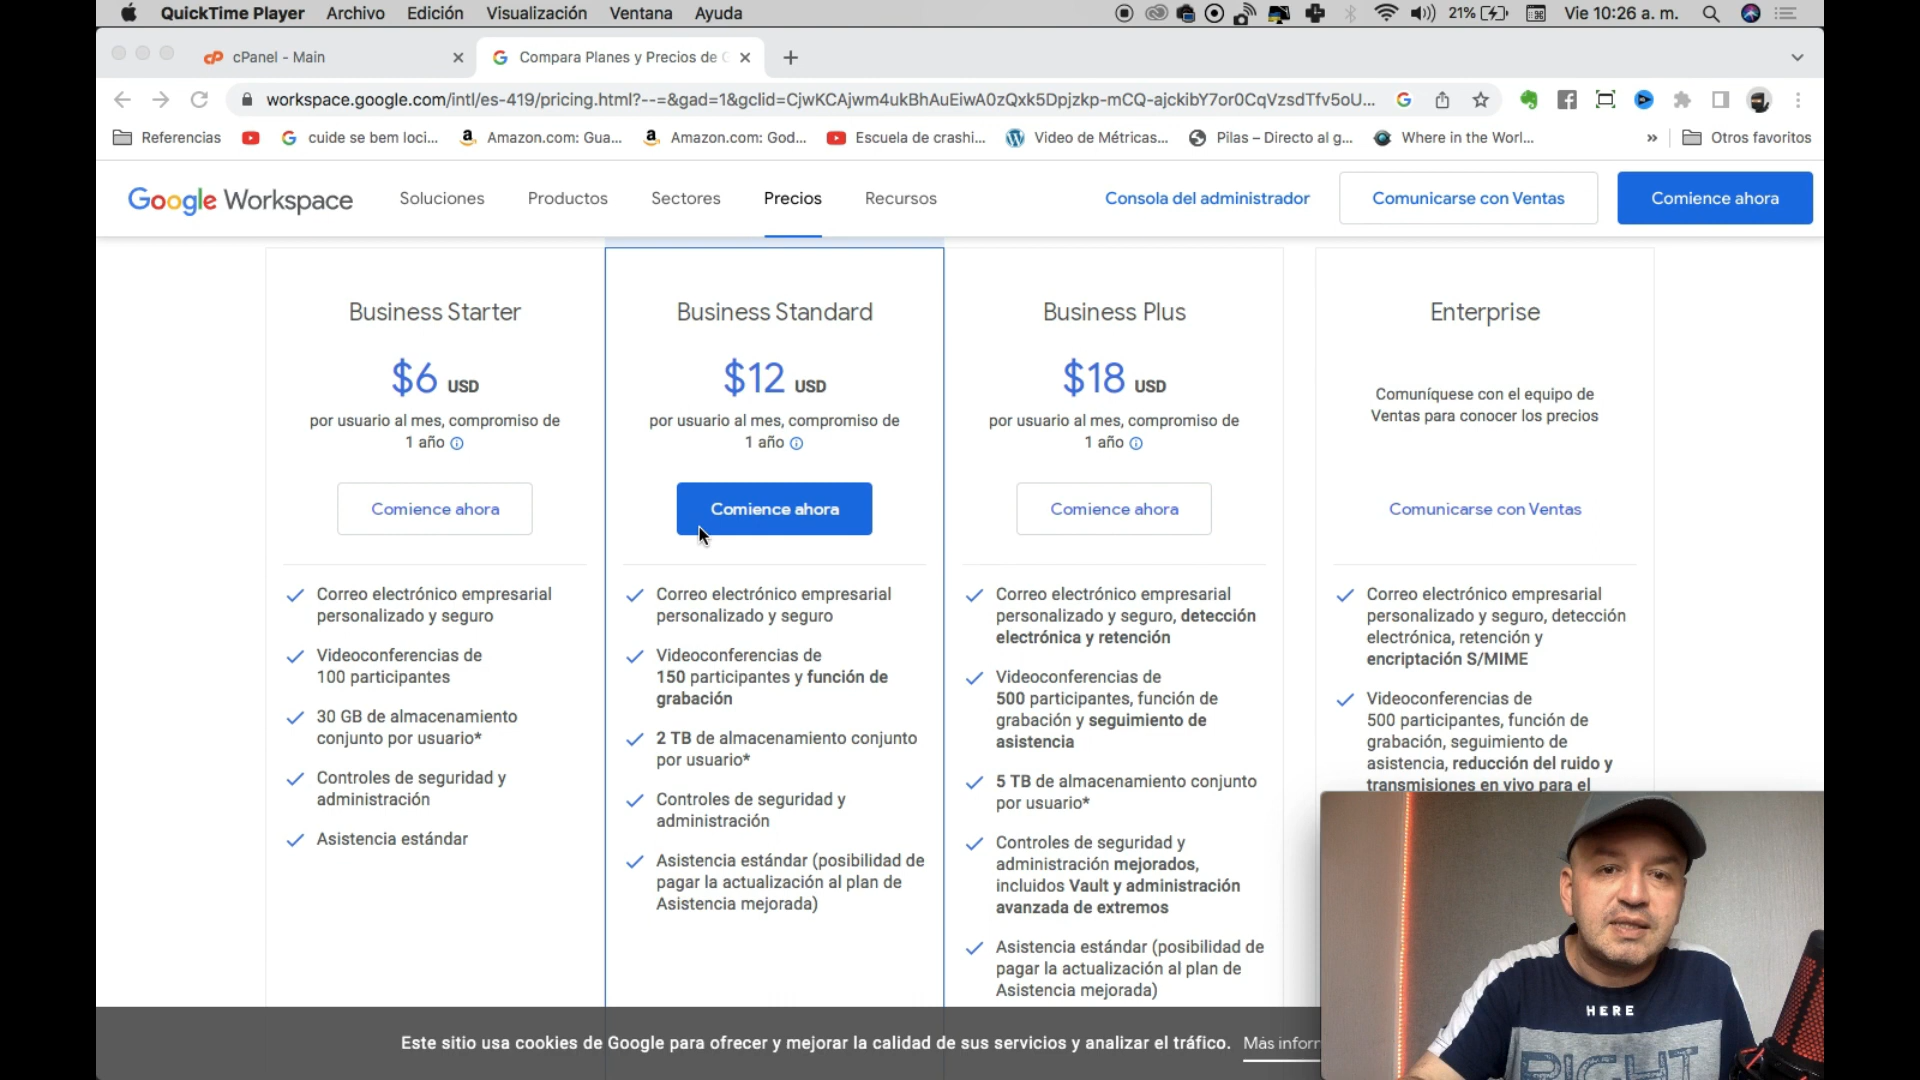 QuickTime Player Archivo Edición Visualización Ventana Ayuda 21% Vie 10:26 a. m.
cPanel - Main
Compara Planes y Precios de G
workspace.google.com/intl/es-419/pricing.html?--=&gad=1&gclid=CjwKCAjwm4ukBhAuEiwA0zQxk5Dpjzkp-mCQ-ajckibY7or0CqVzsdTfv5oU...
Referencias cuide se bem loci... Amazon.com: Gua... Amazon.com: God... Escuela de crashi... Video de Métricas... Pilas – Directo al g... Where in the Worl... » Otros favoritos
Google Workspace Soluciones Productos Sectores Precios Recursos Consola del administrador Comunicarse con Ventas Comience ahora
Business Starter
$6 USD
por usuario al mes, compromiso de
1 año
Comience ahora
Correo electrónico empresarial
personalizado y seguro
Videoconferencias de
100 participantes
30 GB de almacenamiento
conjunto por usuario*
Controles de seguridad y
administración
Asistencia estándar
Business Standard
$12 USD
por usuario al mes, compromiso de
1 año
Comience ahora
Correo electrónico empresarial
personalizado y seguro
Videoconferencias de
150 participantes y función de
grabación
2 TB de almacenamiento conjunto
por usuario*
Controles de seguridad y
administración
Asistencia estándar (posibilidad de
pagar la actualización al plan de
Asistencia mejorada)
Business Plus
$18 USD
por usuario al mes, compromiso de
1 año
Comience ahora
Correo electrónico empresarial
personalizado y seguro, detección
electrónica y retención
Videoconferencias de
500 participantes, función de
grabación y seguimiento de
asistencia
5 TB de almacenamiento conjunto
por usuario*
Controles de seguridad y
administración mejorados,
incluidos Vault y administración
avanzada de extremos
Asistencia estándar (posibilidad de
pagar la actualización al plan de
Asistencia mejorada)
Enterprise
Comuníquese con el equipo de
Ventas para conocer los precios
Comunicarse con Ventas
Correo electrónico empresarial
personalizado y seguro, detección
electrónica, retención y
encriptación S/MIME
Videoconferencias de
500 participantes, función de
grabación, seguimiento de
asistencia, reducción del ruido y
transmisiones en vivo para el
Este sitio usa cookies de Google para ofrecer y mejorar la calidad de sus servicios y analizar el tráfico. Más inform
HERE
RIGHT